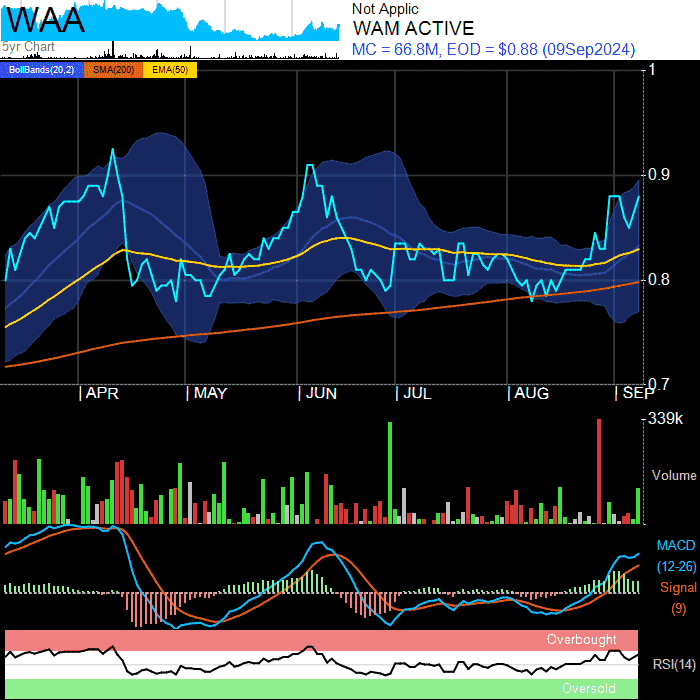 WAA
5yr Chart
Not Applic
WAM ACTIVE
MC = 66.8M, EOD = $0.88 (09Sep2024)
BollBands(20,2) SMA(200) EMA(50)
1
0.9
0.8
0.7
APR MAY JUN JUL AUG SEP
339k
Volume
MACD
(12-26)
Signal
(9)
Overbought
RSI(14)
Oversold